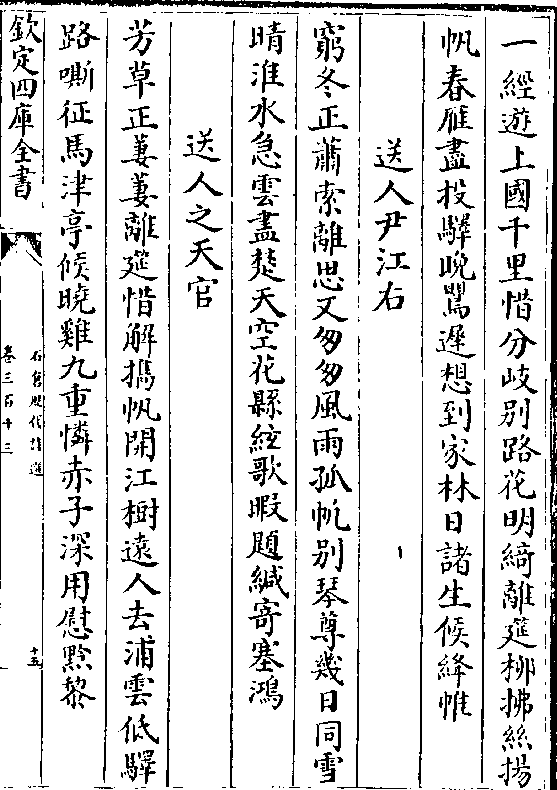 一經遊上國千里惜分岐别路花明綺離筵栁拂絲揚
帆春雁盡投驛晩鶯遲想到家林日諸生候絳帷
送人尹江右
窮冬正蕭索離思又匆匆風雨孤帆别琴尊幾日同雪
晴淮水急雲盡楚天空花縣絃歌暇題緘寄塞鴻
送人之天官
芳草正萋萋離筵惜解攜帆開江樹逺人去浦雲低驛
路嘶征馬津亭候曉雞九重憐赤子深用慰黔黎
欽定四庫全書
石倉歴代詩選
卷三百十三
十五